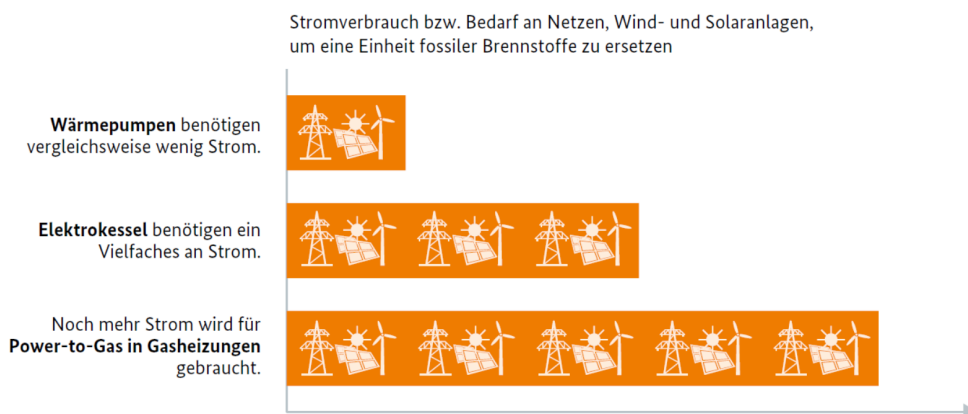 Stromverbrauch bzw. Bedarf an Netzen, Wind- und Solaranlagen,
um eine Einheit fossiler Brennstoffe zu ersetzen
Wärmepumpen benötigen
vergleichsweise wenig Strom.
Elektrokessel benötigen ein
Vielfaches an Strom.
Noch mehr Strom wird für
Power-to-Gas in Gasheizungen
gebraucht.